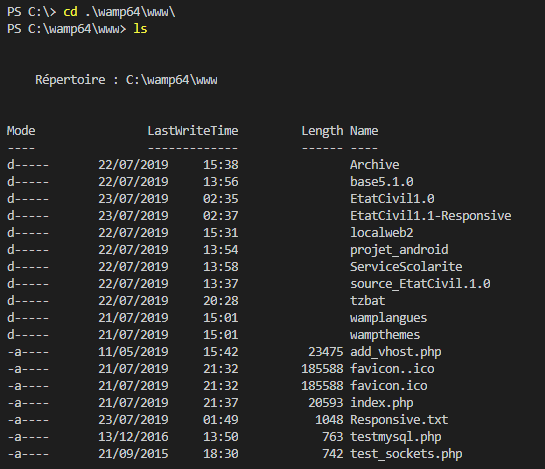 PS C:\> cd .\wamp64\www\
PS C:\wamp64\www> ls
Répertoire : C:\wamp64\www
Mode LastWriteTime Length Name
---- ------------- ------ ----
d----- 22/07/2019 15:38 Archive
d----- 22/07/2019 13:56 base5.1.0
d----- 23/07/2019 02:35 EtatCivil1.0
d----- 23/07/2019 02:37 EtatCivil1.1-Responsive
d----- 22/07/2019 15:31 localweb2
d----- 22/07/2019 13:54 projet_android
d----- 22/07/2019 13:58 ServiceScolarite
d----- 22/07/2019 13:37 source_EtatCivil.1.0
d----- 22/07/2019 20:28 tzbat
d----- 21/07/2019 15:01 wamplangues
d----- 21/07/2019 15:01 wampthemes
-a---- 11/05/2019 15:42 23475 add_vhost.php
-a---- 21/07/2019 21:32 185588 favicon..ico
-a---- 21/07/2019 21:32 185588 favicon.ico
-a---- 21/07/2019 21:37 20593 index.php
-a---- 23/07/2019 01:49 1048 Responsive.txt
-a---- 13/12/2016 13:50 763 testmysql.php
-a---- 21/09/2015 18:30 742 test_sockets.php